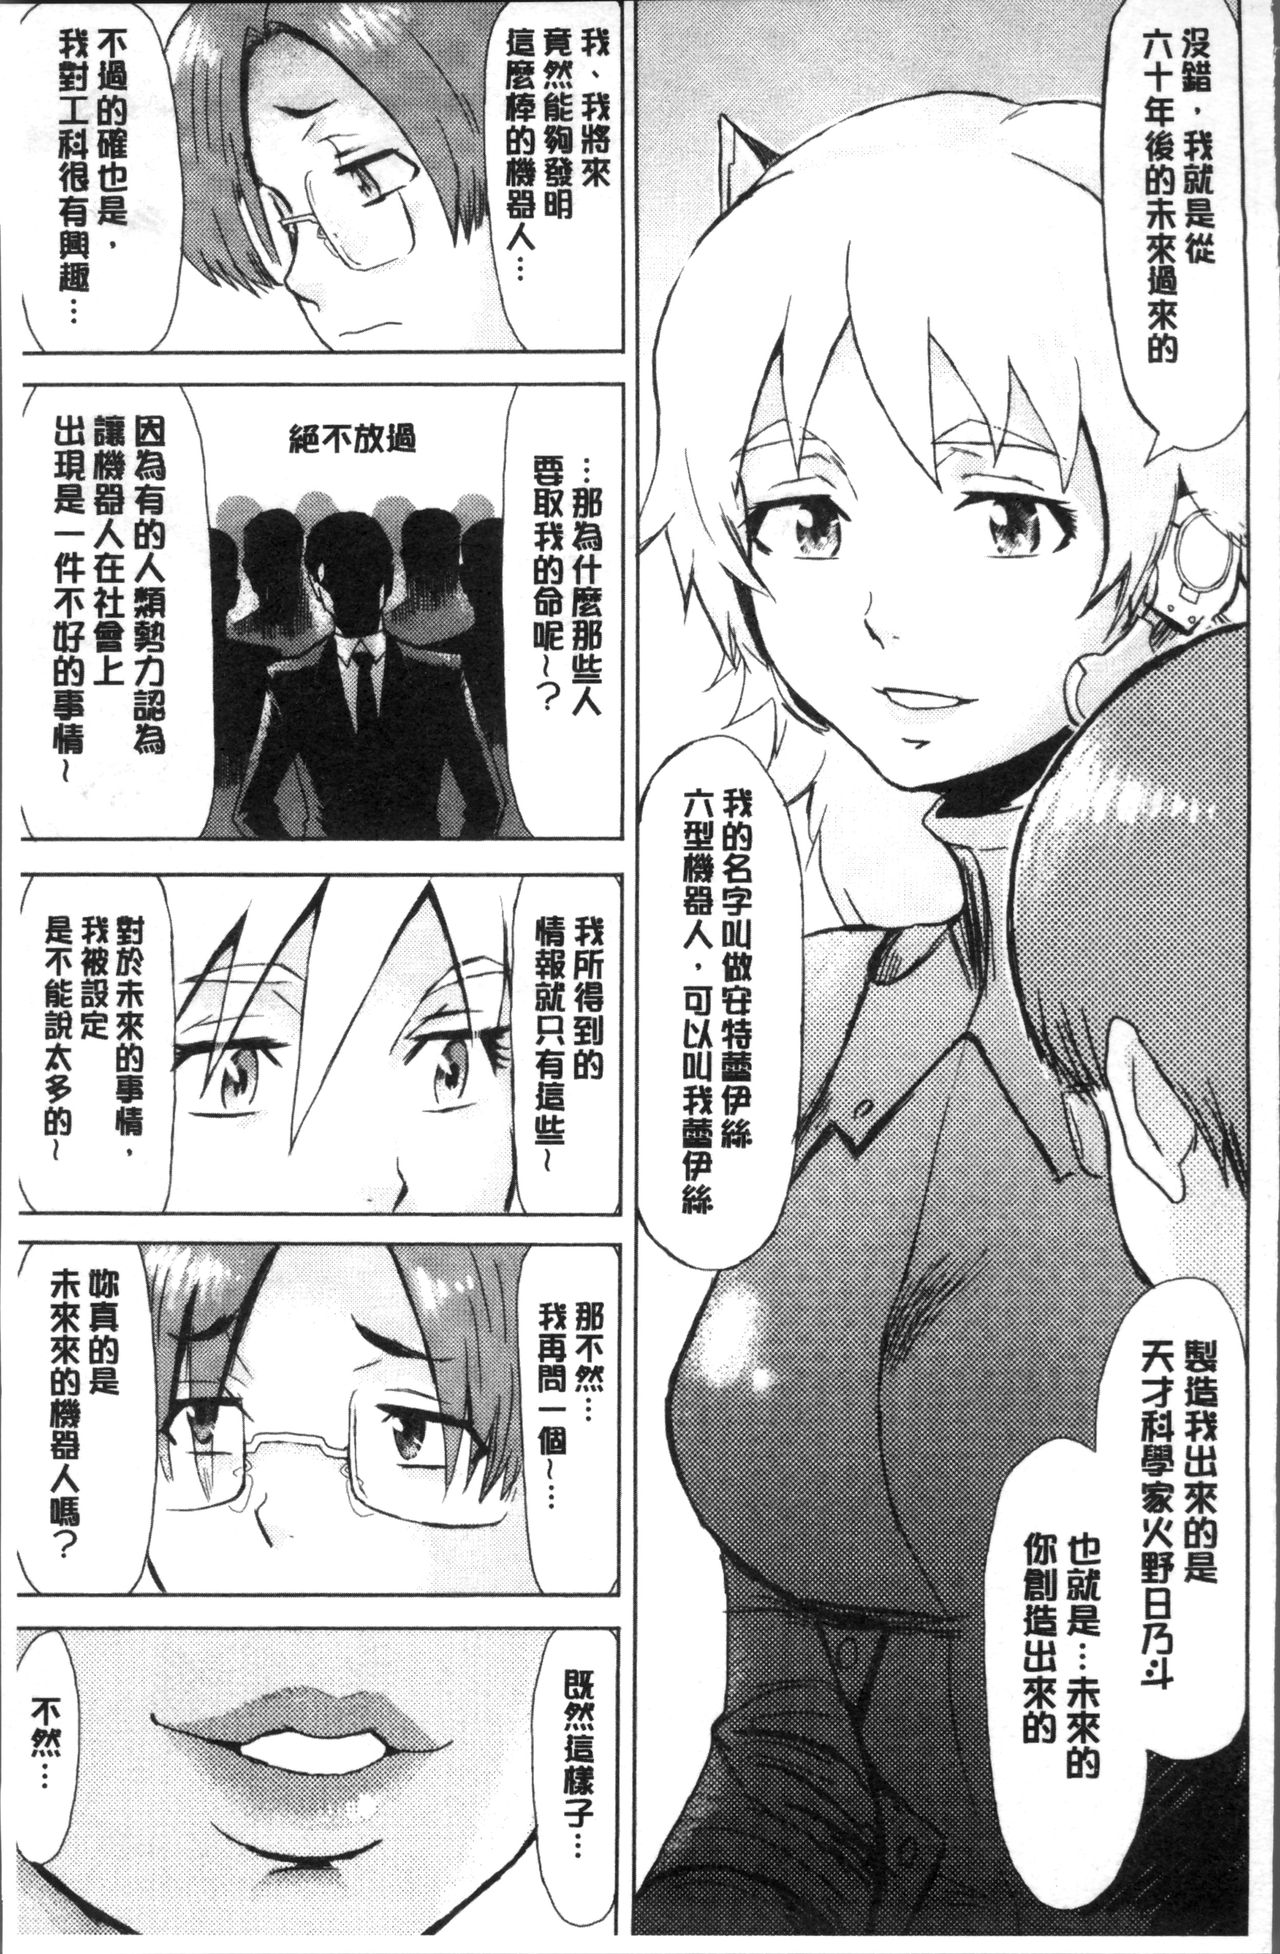 沒錯，我就是從
六十年後的未來過來的
我的名字叫做安特蕾伊絲
六型機器人，可以叫我蕾伊絲
製造我出來的是
天才科學家火野日乃斗
也就是…未來的
你創造出來的
我、我將來
竟然能夠發明
這麼棒的機器人…
不過的確也是，
我對工科很有興趣…
…那為什麼那些人
要取我的命呢～？
絕不放過
因為有的人類勢力認為
讓機器人在社會上
出現是一件不好的事情～
我所得到的
情報就只有這些～
對於未來的事情，
我被設定
是不能說太多的～
那不然…
我再問一個～…
妳真的是
未來來的機器人嗎？
既然這樣子…
不然…